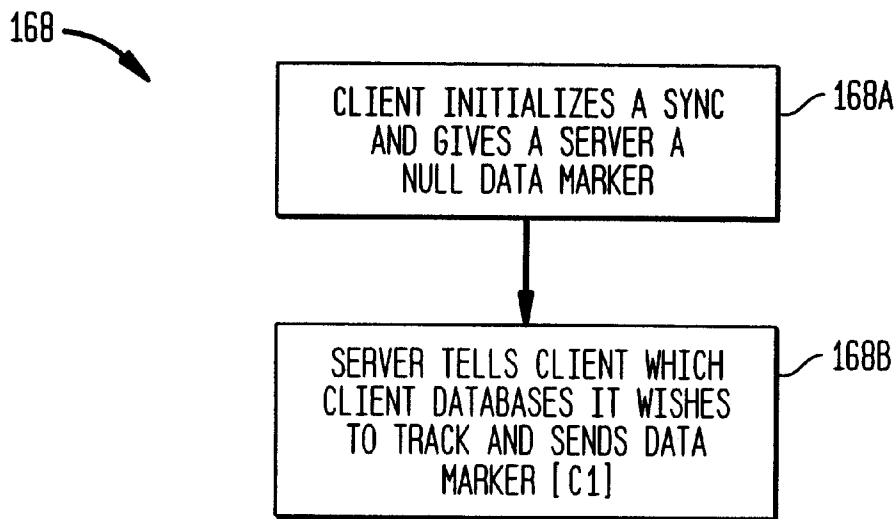 168
CLIENT INITIALIZES A SYNC
AND GIVES A SERVER A
NULL DATA MARKER
168A
SERVER TELLS CLIENT WHICH
CLIENT DATABASES IT WISHES
TO TRACK AND SENDS DATA
MARKER [C1]
168B